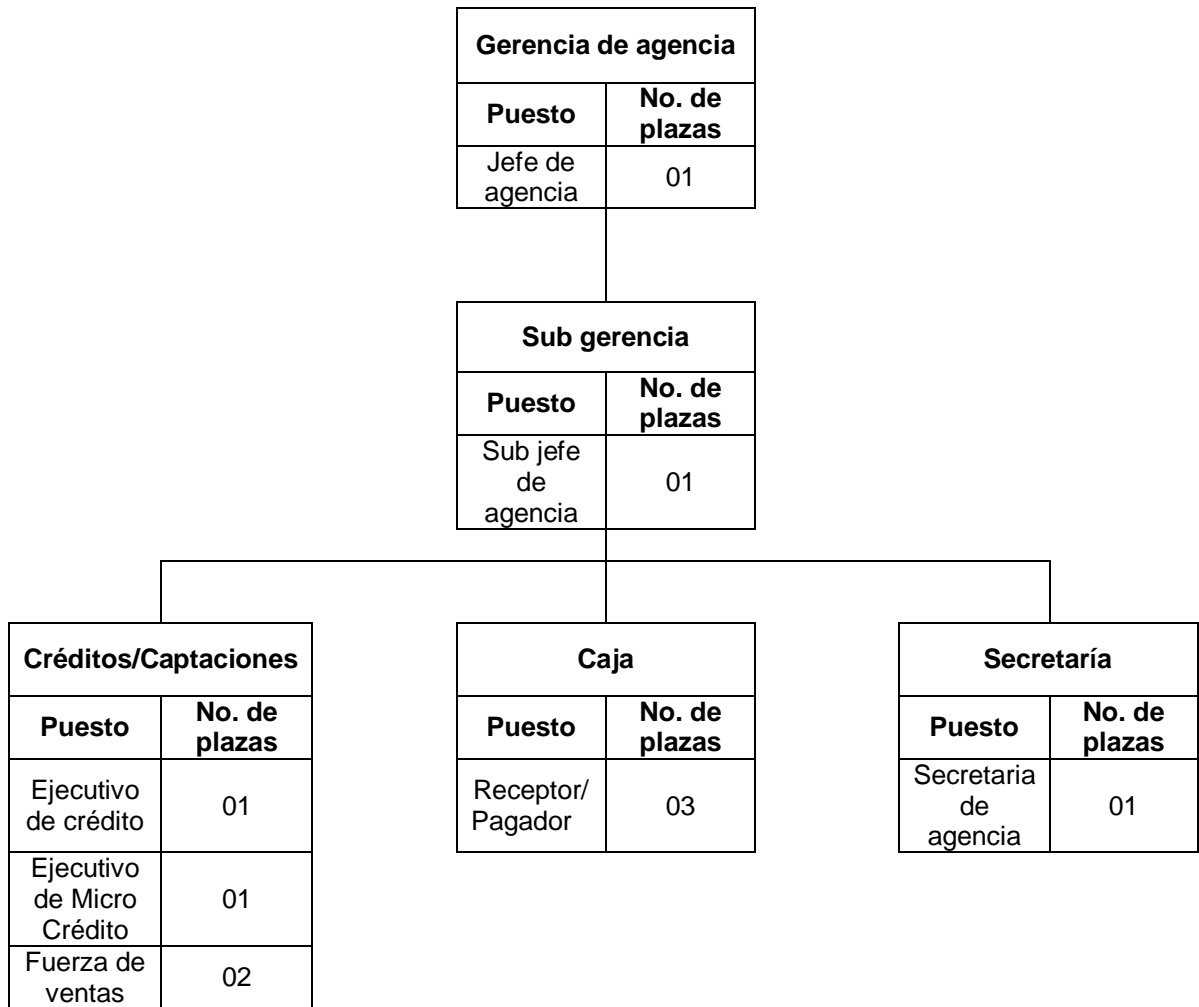 Gerencia de agencia
Puesto
No. de
plazas
Jefe de
agencia
01
Sub gerencia
Puesto
No. de
plazas
Sub jefe
de
agencia
01
Créditos/Captaciones
Puesto
No. de
plazas
Ejecutivo
de crédito
01
Ejecutivo
de Micro
Crédito
01
Fuerza de
ventas
02
Caja
Puesto
No. de
plazas
Receptor/
Pagador
03
Secretaría
Puesto
No. de
plazas
Secretaria
de
agencia
01